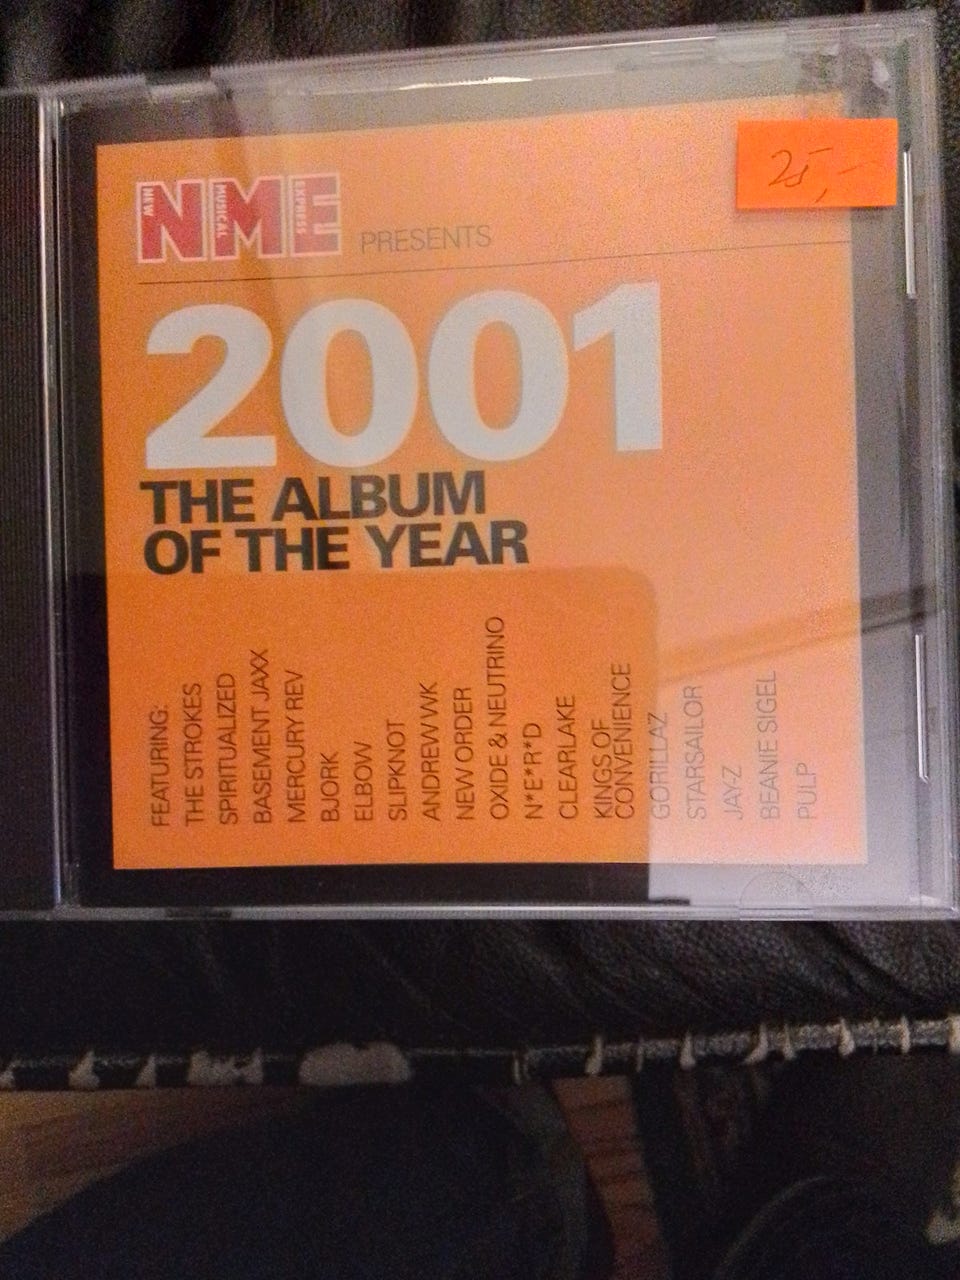 NEW MUSICAL EXPRESS
NME PRESENTS
25,-
2001
THE ALBUM
OF THE YEAR
FEATURING:
THE STROKES
SPIRITUALIZED
BASEMENT JAXX
MERCURY REV
BJORK
ELBOW
SLIPKNOT
ANDREW WK
NEW ORDER
OXIDE & NEUTRINO
N*E*R*D
CLEARLAKE
KINGS OF
CONVENIENCE
GORILLAZ
STARSAILOR
JAY-Z
BEANIE SIGEL
PULP